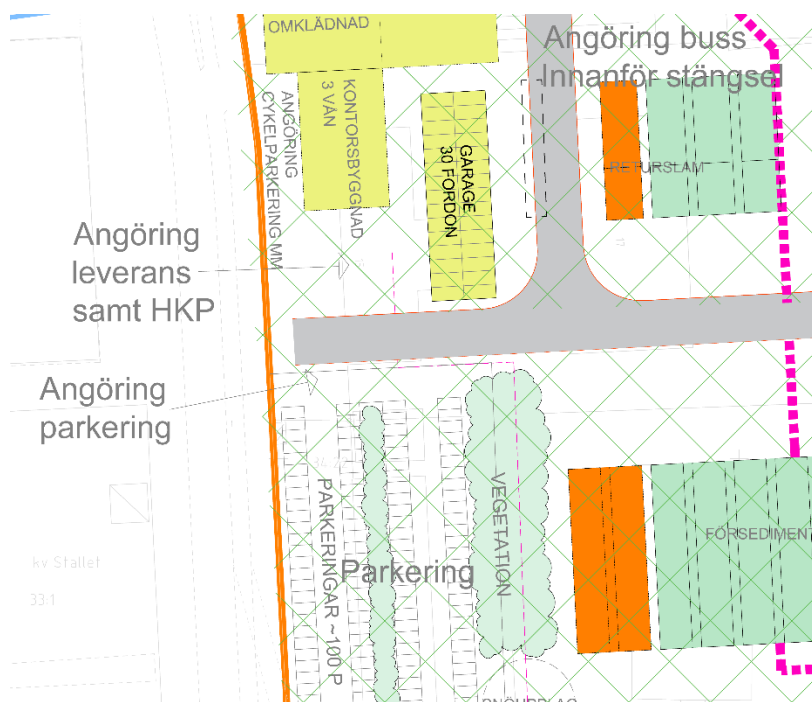 OMKLÄDNAD
Angöring buss
Innanför stängsel
KONTORSBYGGNAD
3 VÅN
ANGÖRING
CYKELPARKERING MM
GARAGE
30 FORDON
RETURSLAM
Angöring
leverans
samt HKP
Angöring
parkering
PARKERINGAR ~100 P
Parkering
VEGETATION
FÖRSEDIMENT
kv Stallet
33:1